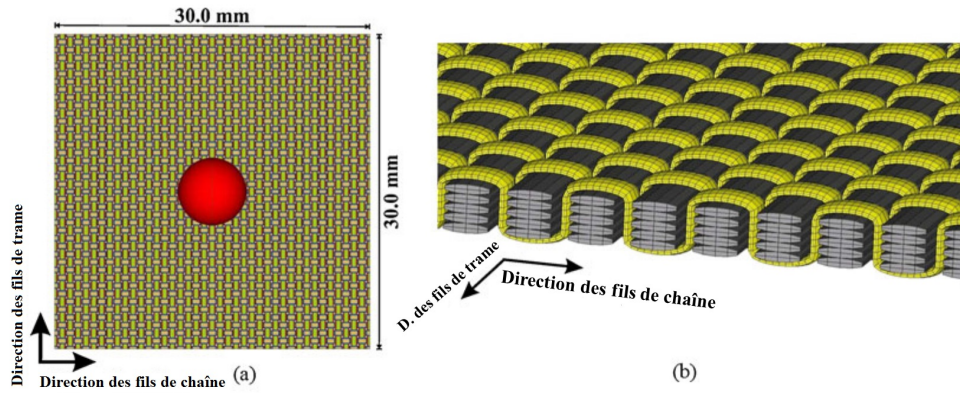 30.0 mm
30.0 mm
Direction des fils de trame
Direction des fils de chaîne
(a)
D. des fils de trame
Direction des fils de chaîne
(b)